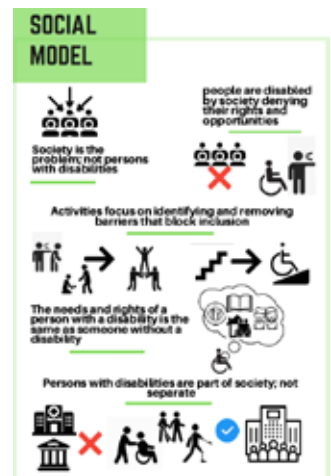 SOCIAL
MODEL
people are disabled
by society denying
their rights and
opportunities
Society is the
problem; not persons
with disabilities
Activities focus on identifying and removing
barriers that block inclusion
The needs and rights of a
person with a disability is the
same as someone without a
disability
Persons with disabilities are part of society; not
separate